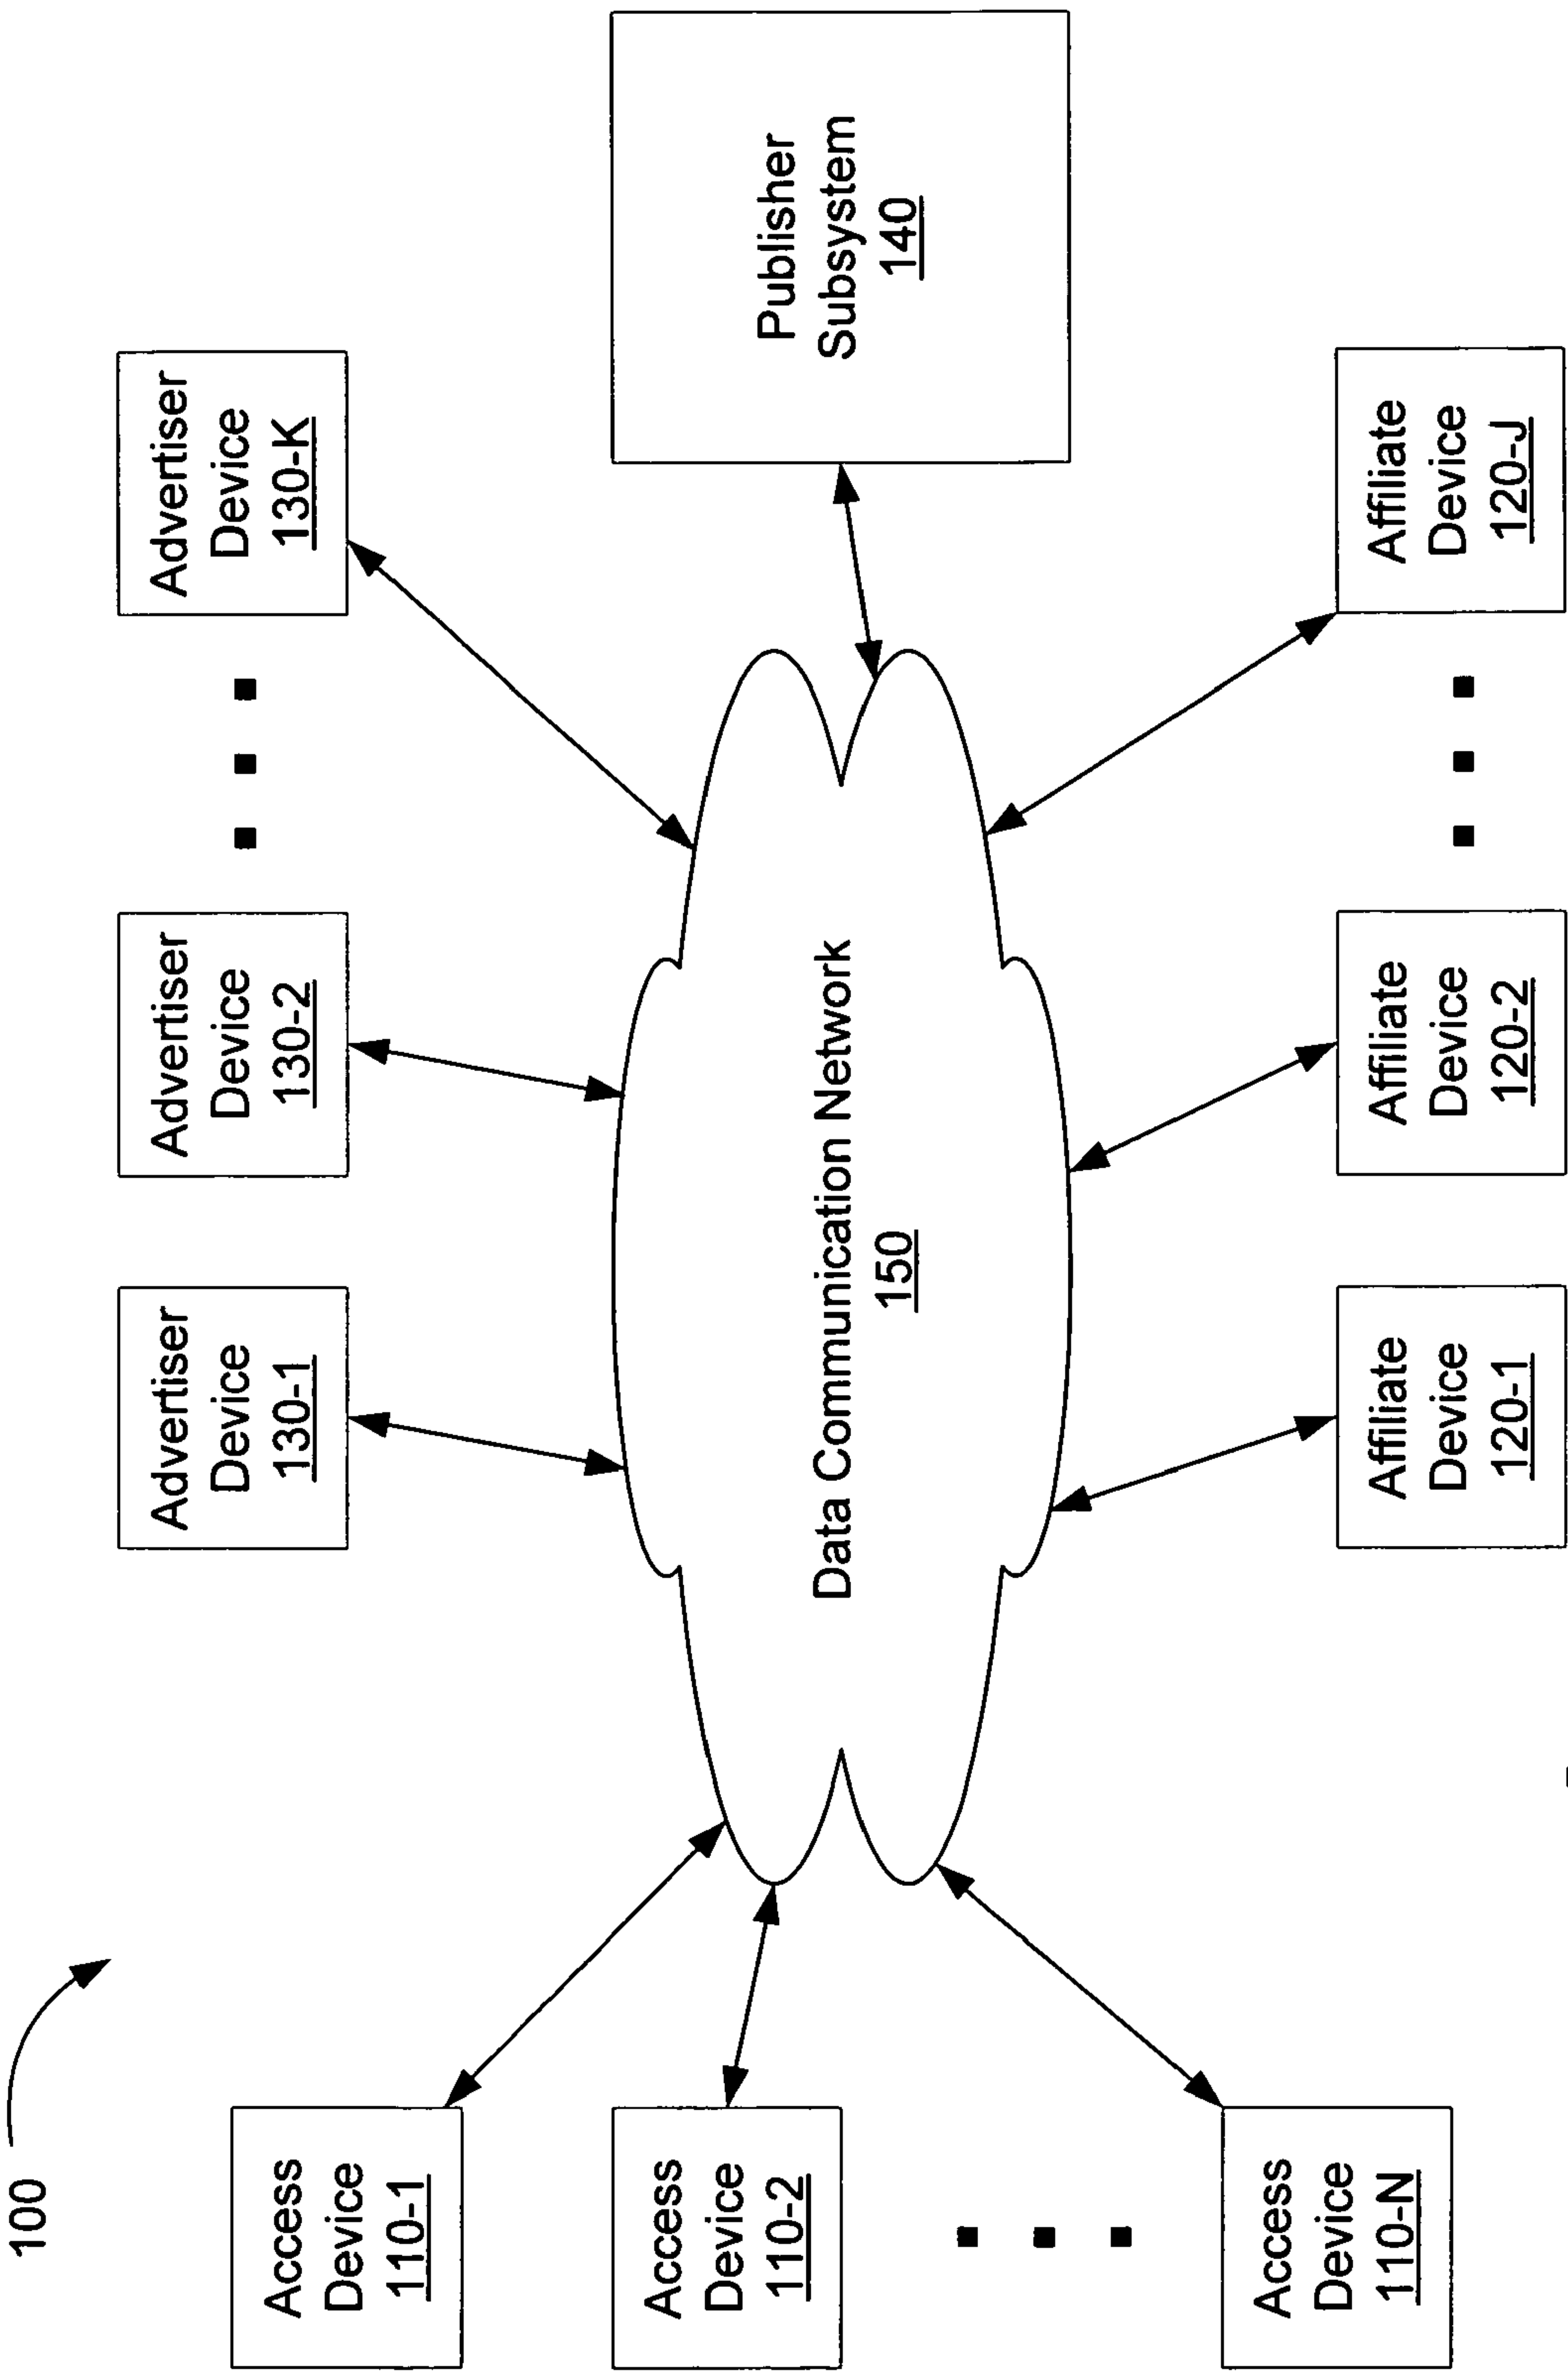 100
Advertiser
Device
130-1
Advertiser
Device
130-2
Advertiser
Device
130-K
Access
Device
110-1
Access
Device
110-2
Access
Device
110-N
Data Communication Network
150
Publisher
Subsystem
140
Affiliate
Device
120-1
Affiliate
Device
120-2
Affiliate
Device
120-J